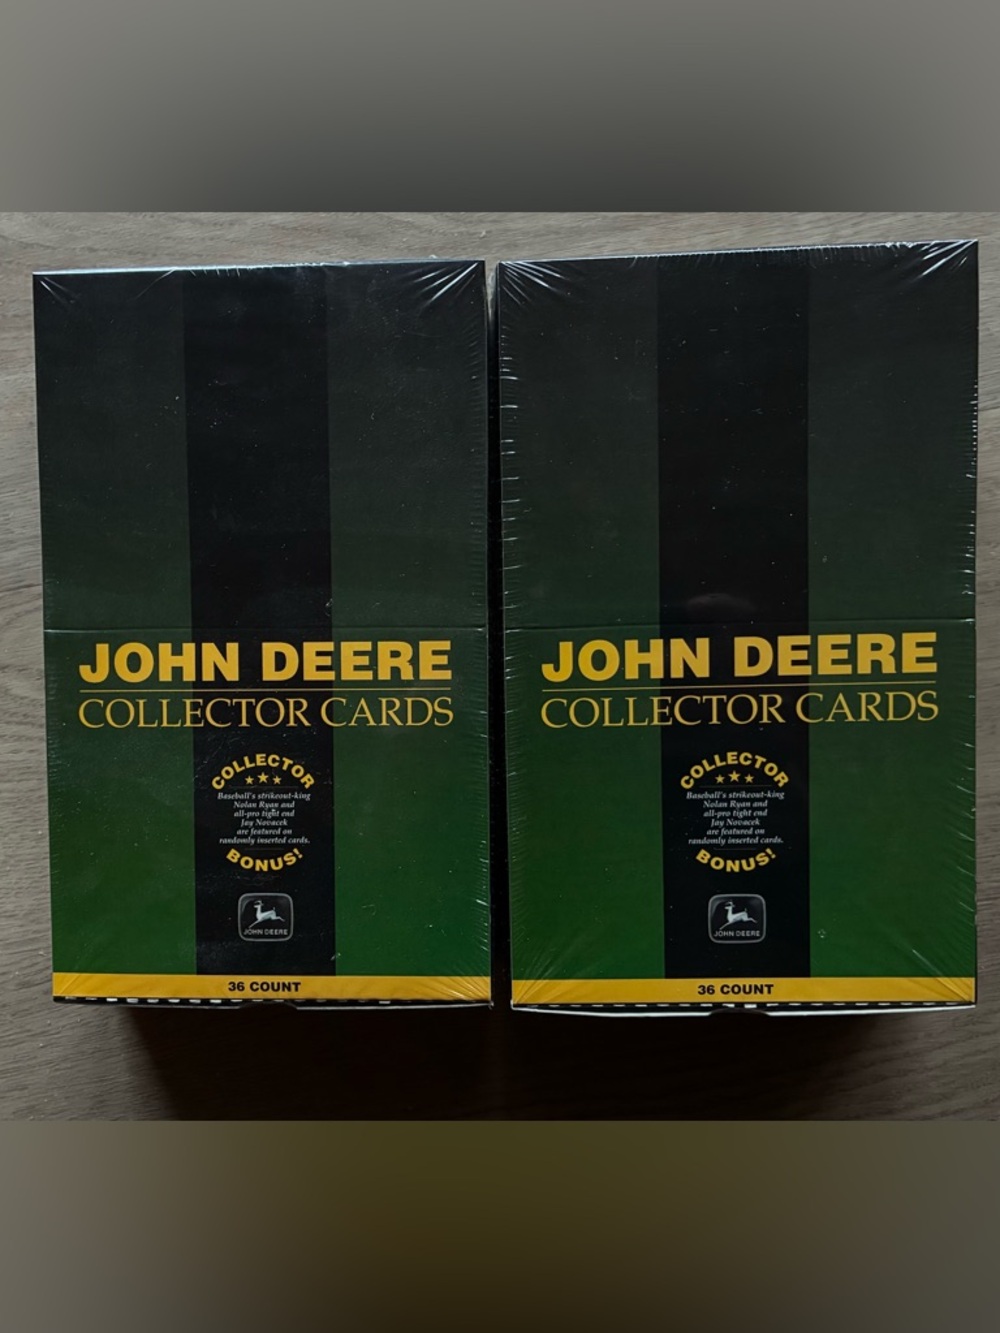 JOHN DEERE
COLLECTOR CARDS
COLLECTOR
Baseball's strikeout-king
Nolan Ryan and
all-pro tight end
Jay Novacek
are featured on
randomly inserted cards.
BONUS!
JOHN DEERE
36 COUNT
JOHN DEERE
COLLECTOR CARDS
COLLECTOR
Baseball's strikeout-king
Nolan Ryan and
all-pro tight end
Jay Novacek
are featured on
randomly inserted cards.
BONUS!
JOHN DEERE
36 COUNT